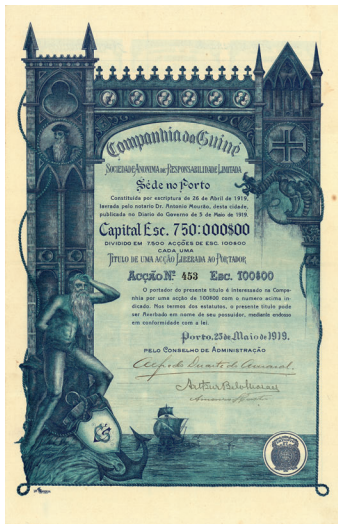 Companhia da Guiné
SOCIEDADE ANONIMA DE RESPONSABILIDADE LIMITADA
Séde no Porto
Constituida por escriptura de 26 de Abril de 1919,
lavrada pelo notario Dr. Antonio Mourão, desta cidade,
publicada no Diario do Governo de 5 de Maio de 1919.
Capital Esc. 750:000$00
DIVIDIDO EM 7.500 ACÇÕES DE ESC. 100$00
CADA UMA
TITULO DE UMA ACÇÃO LIBERADA AO PORTADOR
ACÇÃO Nº 453 ESC. 100$00
O portador do presente titulo é interessado na Compa-
nhia por uma acção de 100$00 com o numero acima in-
dicado. Nos termos dos estatutos, a presente titulo pode
ser Averbado em nome de seu possuidor, mediante endosso
em conformidade com a lei.
Porto, 25 de Maio de 1919.
PELO CONSELHO DE ADMINISTRAÇÃO
Alfredo Duarte do Amaral